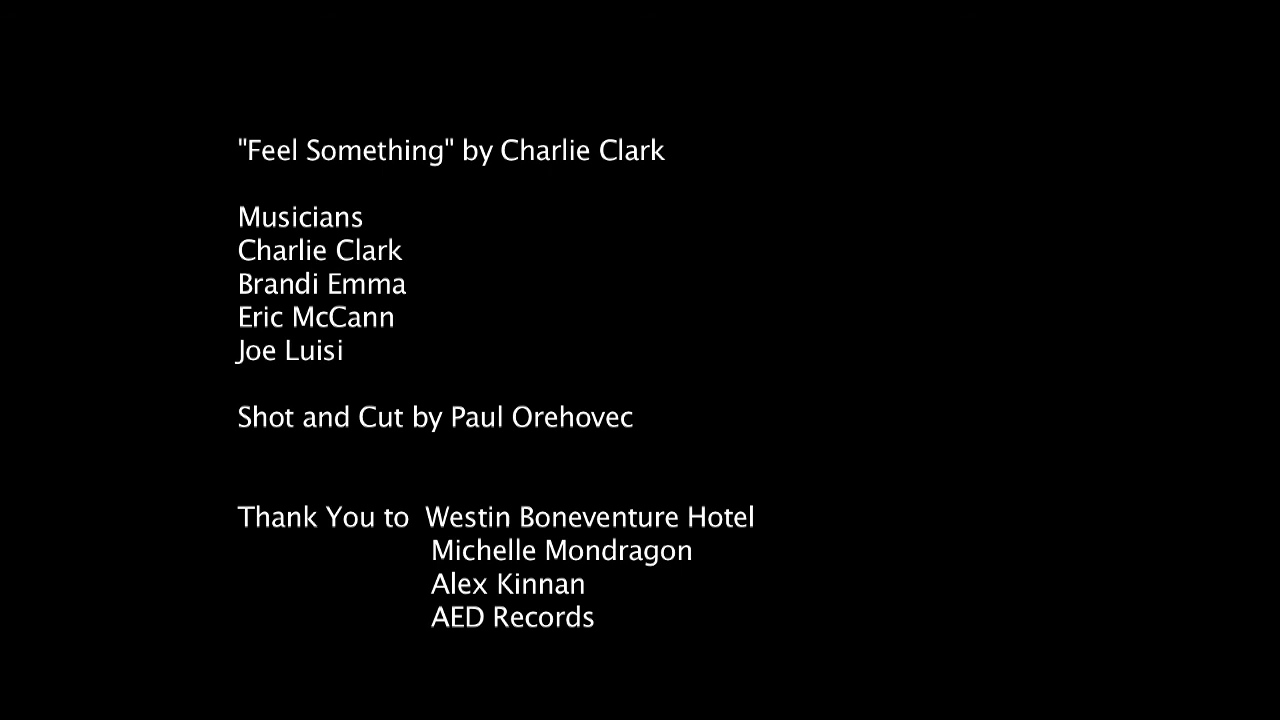 "Feel Something" by Charlie Clark
Musicians
Charlie Clark
Brandi Emma
Eric McCann
Joe Luisi
Shot and Cut by Paul Orehovec
Thank You to Westin Boneventure Hotel
Michelle Mondragon
Alex Kinnan
AED Records